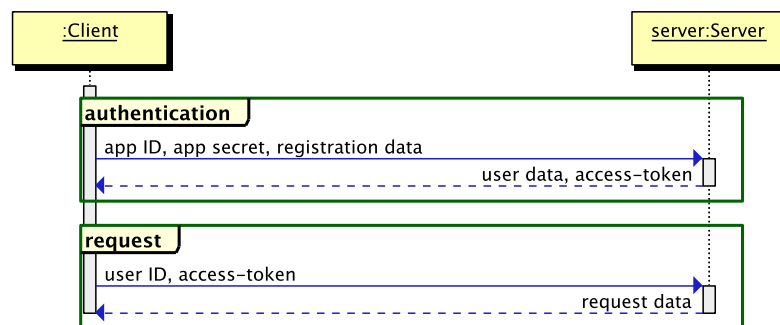 :Client
server:Server
authentication
app ID, app secret, registration data
user data, access-token
request
user ID, access-token
request data